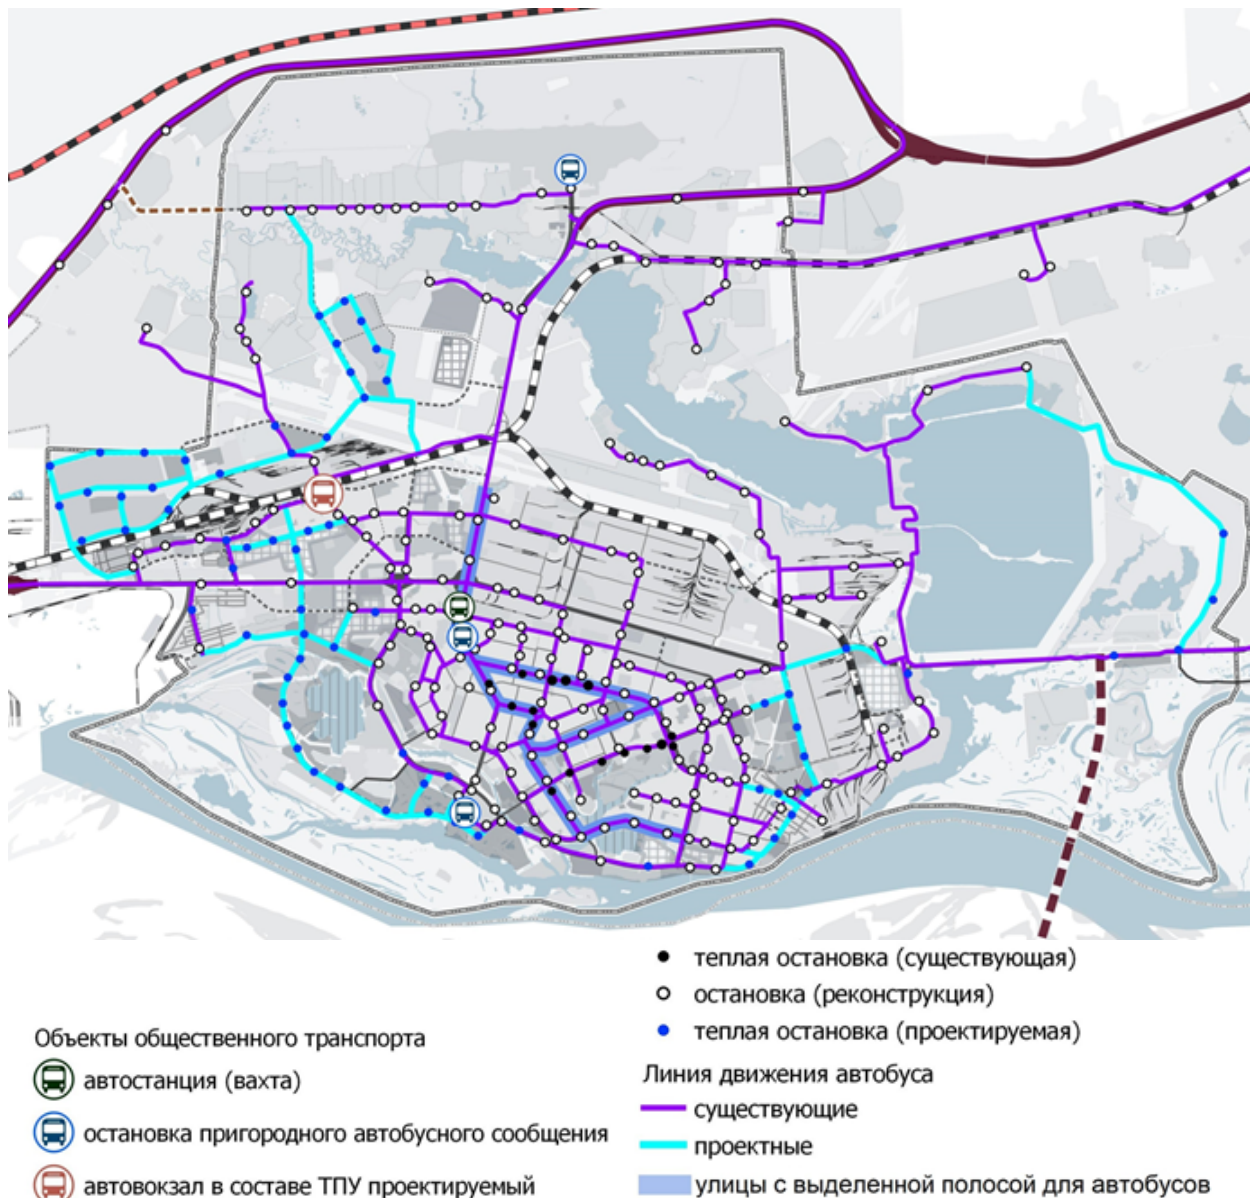 теплая остановка (существующая)
остановка (реконструкция)
теплая остановка (проектируемая)
Объекты общественного транспорта
автостанция (вахта)
остановка пригородного автобусного сообщения
автовокзал в составе ТПУ проектируемый
Линия движения автобуса
существующие
проектные
улицы с выделенной полосой для автобусов